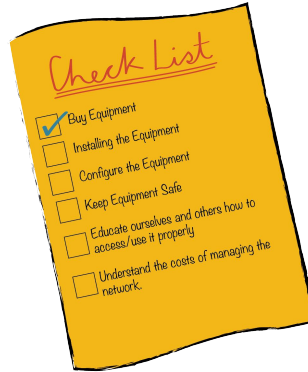 Check List
Buy Equipment
Installing the Equipment
Configure the Equipment
Keep Equipment Safe
Educate ourselves and others how to
access/use it properly
Understand the costs of managing the
network.